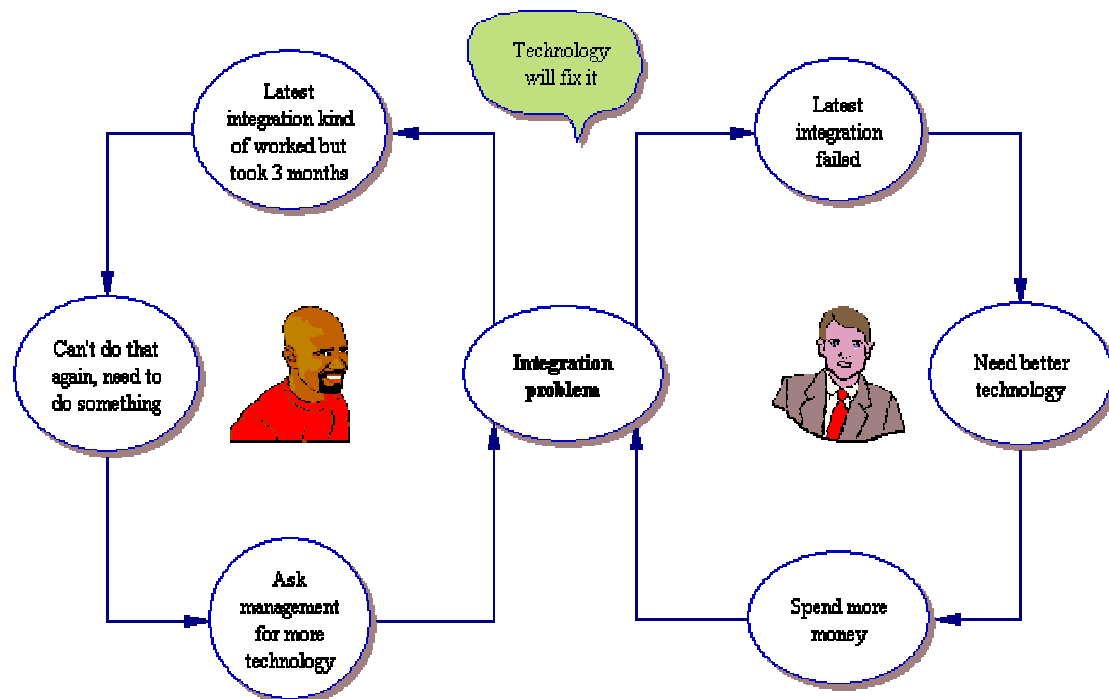 Technology
will fix it
Latest
integration kind
of worked but
took 3 months
Latest
integration
failed
Can't do that
again, need to
do something
Integration
problem
Need better
technology
Ask
management
for more
technology
Spend more
money